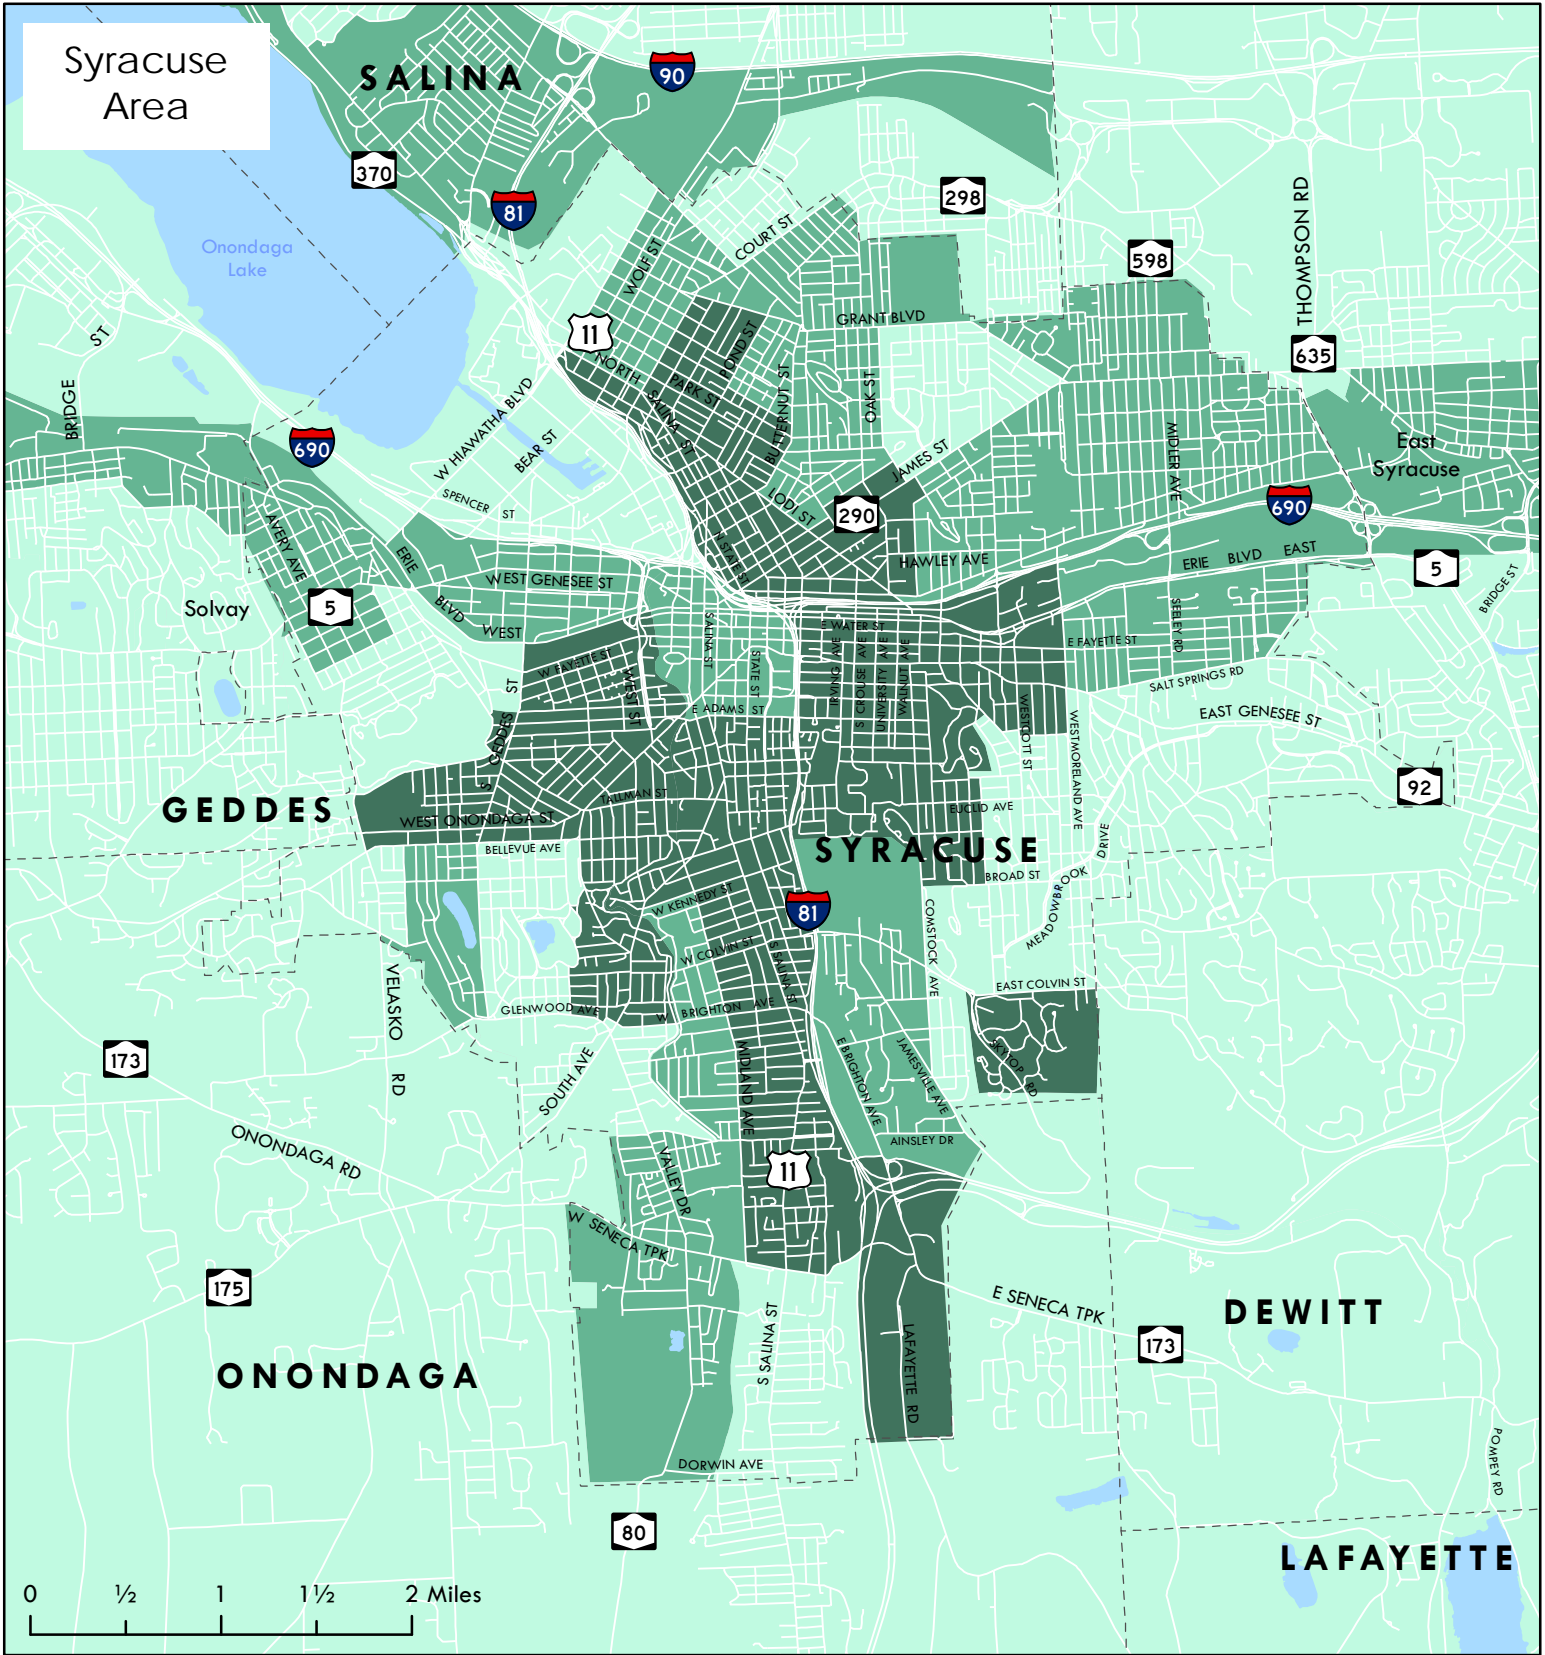 Syracuse
Area
SALINA
90
370
81
298
THOMPSON RD
COURT ST
Onondaga
Lake
WOLF ST
598
11
GRANT BLVD
ST
635
POND ST
NORTH
PARK ST
BUTTERNUT ST
OAK ST
BRIDGE
W HIAWATHA BLVD
SALINA ST
690
BEAR ST
JAMES ST
MIDLER AVE
East
Syracuse
SPENCER ST
LODI ST
290
690
AVERY AVE
N STATE ST
ERIE
HAWLEY AVE
ERIE BLVD EAST
5
WEST GENESEE ST
BRIDGE ST
Solvay
5
BLVD
WEST
SALINA ST
E WATER ST
SEELEY RD
E FAYETTE ST
W FAYETTE ST
STATE ST
IRVING AVE
S CROUSE AVE
UNIVERSITY AVE
WALNUT AVE
SALT SPRINGS RD
ST
WEST ST
E ADAMS ST
WESTCOTT ST
WESTMORELAND AVE
EAST GENESEE ST
S GEDDES
92
GEDDES
TALLMAN ST
EUCLID AVE
WEST ONONDAGA ST
BELLEVUE AVE
SYRACUSE
DRIVE
BROAD ST
MEADOWBROOK
W KENNEDY ST
81
COMSTOCK AVE
W COLVIN ST
S SALINA ST
VELASKO RD
EAST COLVIN ST
GLENWOOD AVE
W BRIGHTON AVE
173
SOUTH AVE
MIDLAND AVE
E BRIGHTON AVE
JAMESVILLE AVE
SKYTOP RD
ONONDAGA RD
AINSLEY DR
VALLEY DR
11
W SENECA TPK
175
E SENECA TPK
DEWITT
S SALINA ST
LAFAYETTE RD
173
ONONDAGA
DORWIN AVE
POMPEY RD
80
LAFAYETTE
0 ½ 1 1½ 2 Miles